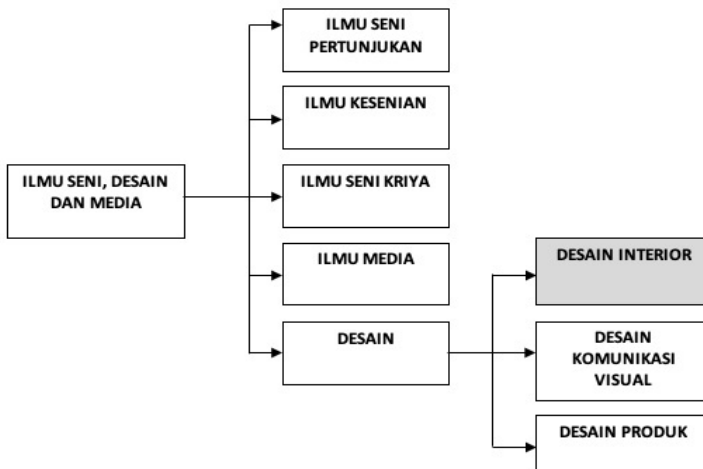 ILMU SENI, DESAIN
DAN MEDIA
ILMU SENI
PERTUNJUKAN
ILMU KESENIAN
ILMU SENI KRIYA
ILMU MEDIA
DESAIN
DESAIN INTERIOR
DESAIN
KOMUNIKASI
VISUAL
DESAIN PRODUK